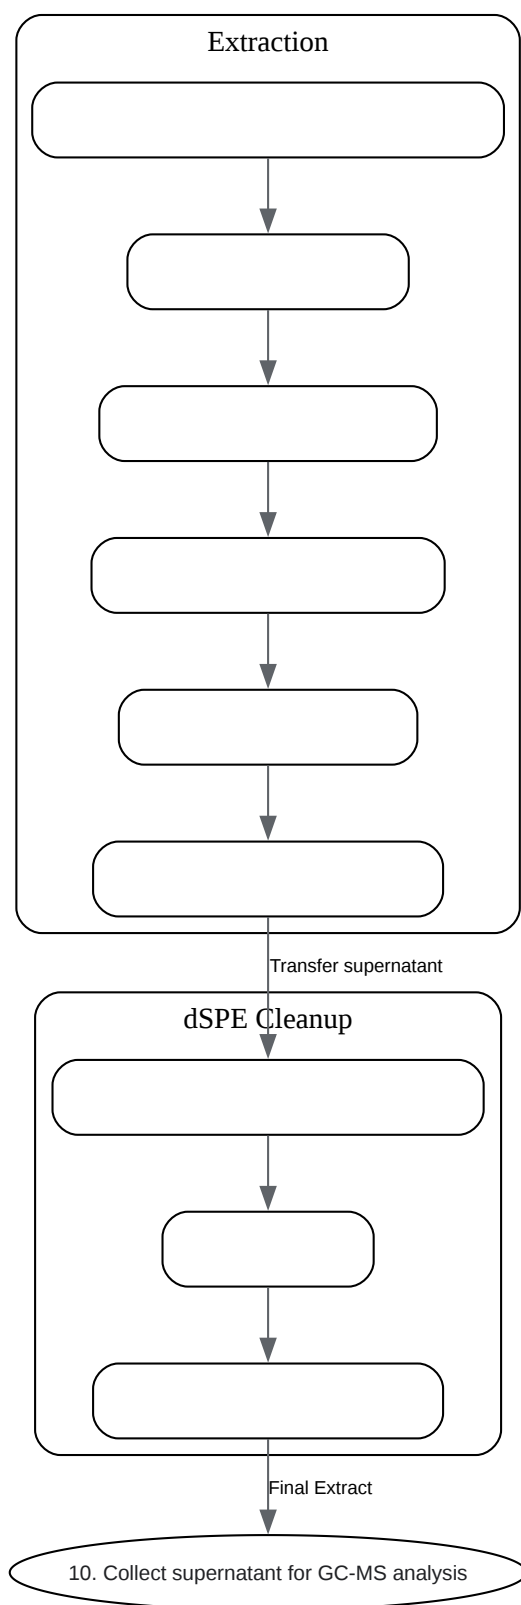 Extraction
Transfer supernatant
dSPE Cleanup
Final Extract
10. Collect supernatant for GC-MS analysis